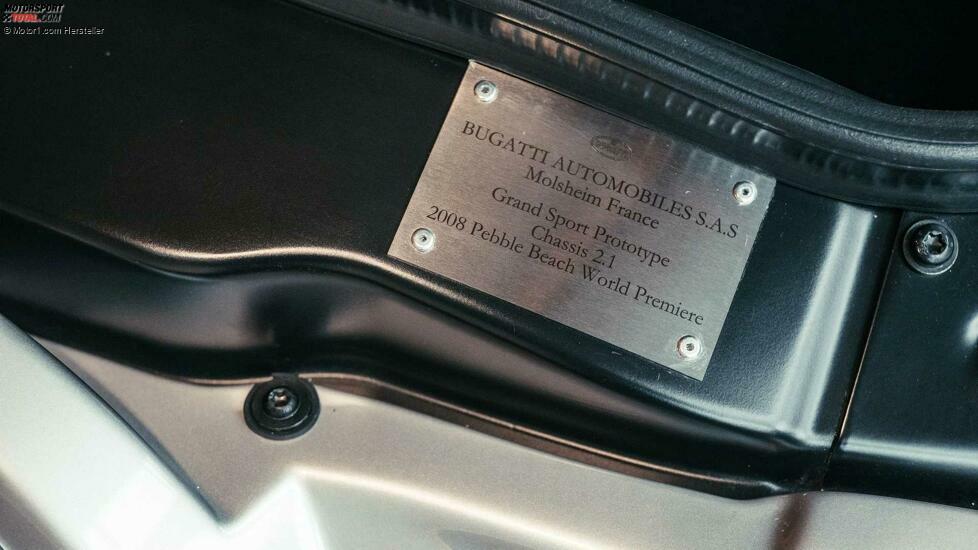 MOTORSPORT
TOTAL.COM
© Motor1.com Hersteller
BUGATTI AUTOMOBILES S.A.S
Molsheim France
Grand Sport Prototype
Chassis 2.1
2008 Pebble Beach World Premiere